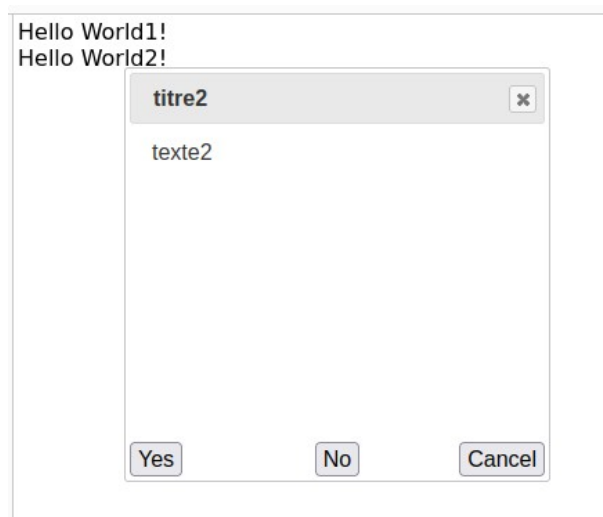 Hello World1!
Hello World2!
titre2
texte2
Yes No Cancel